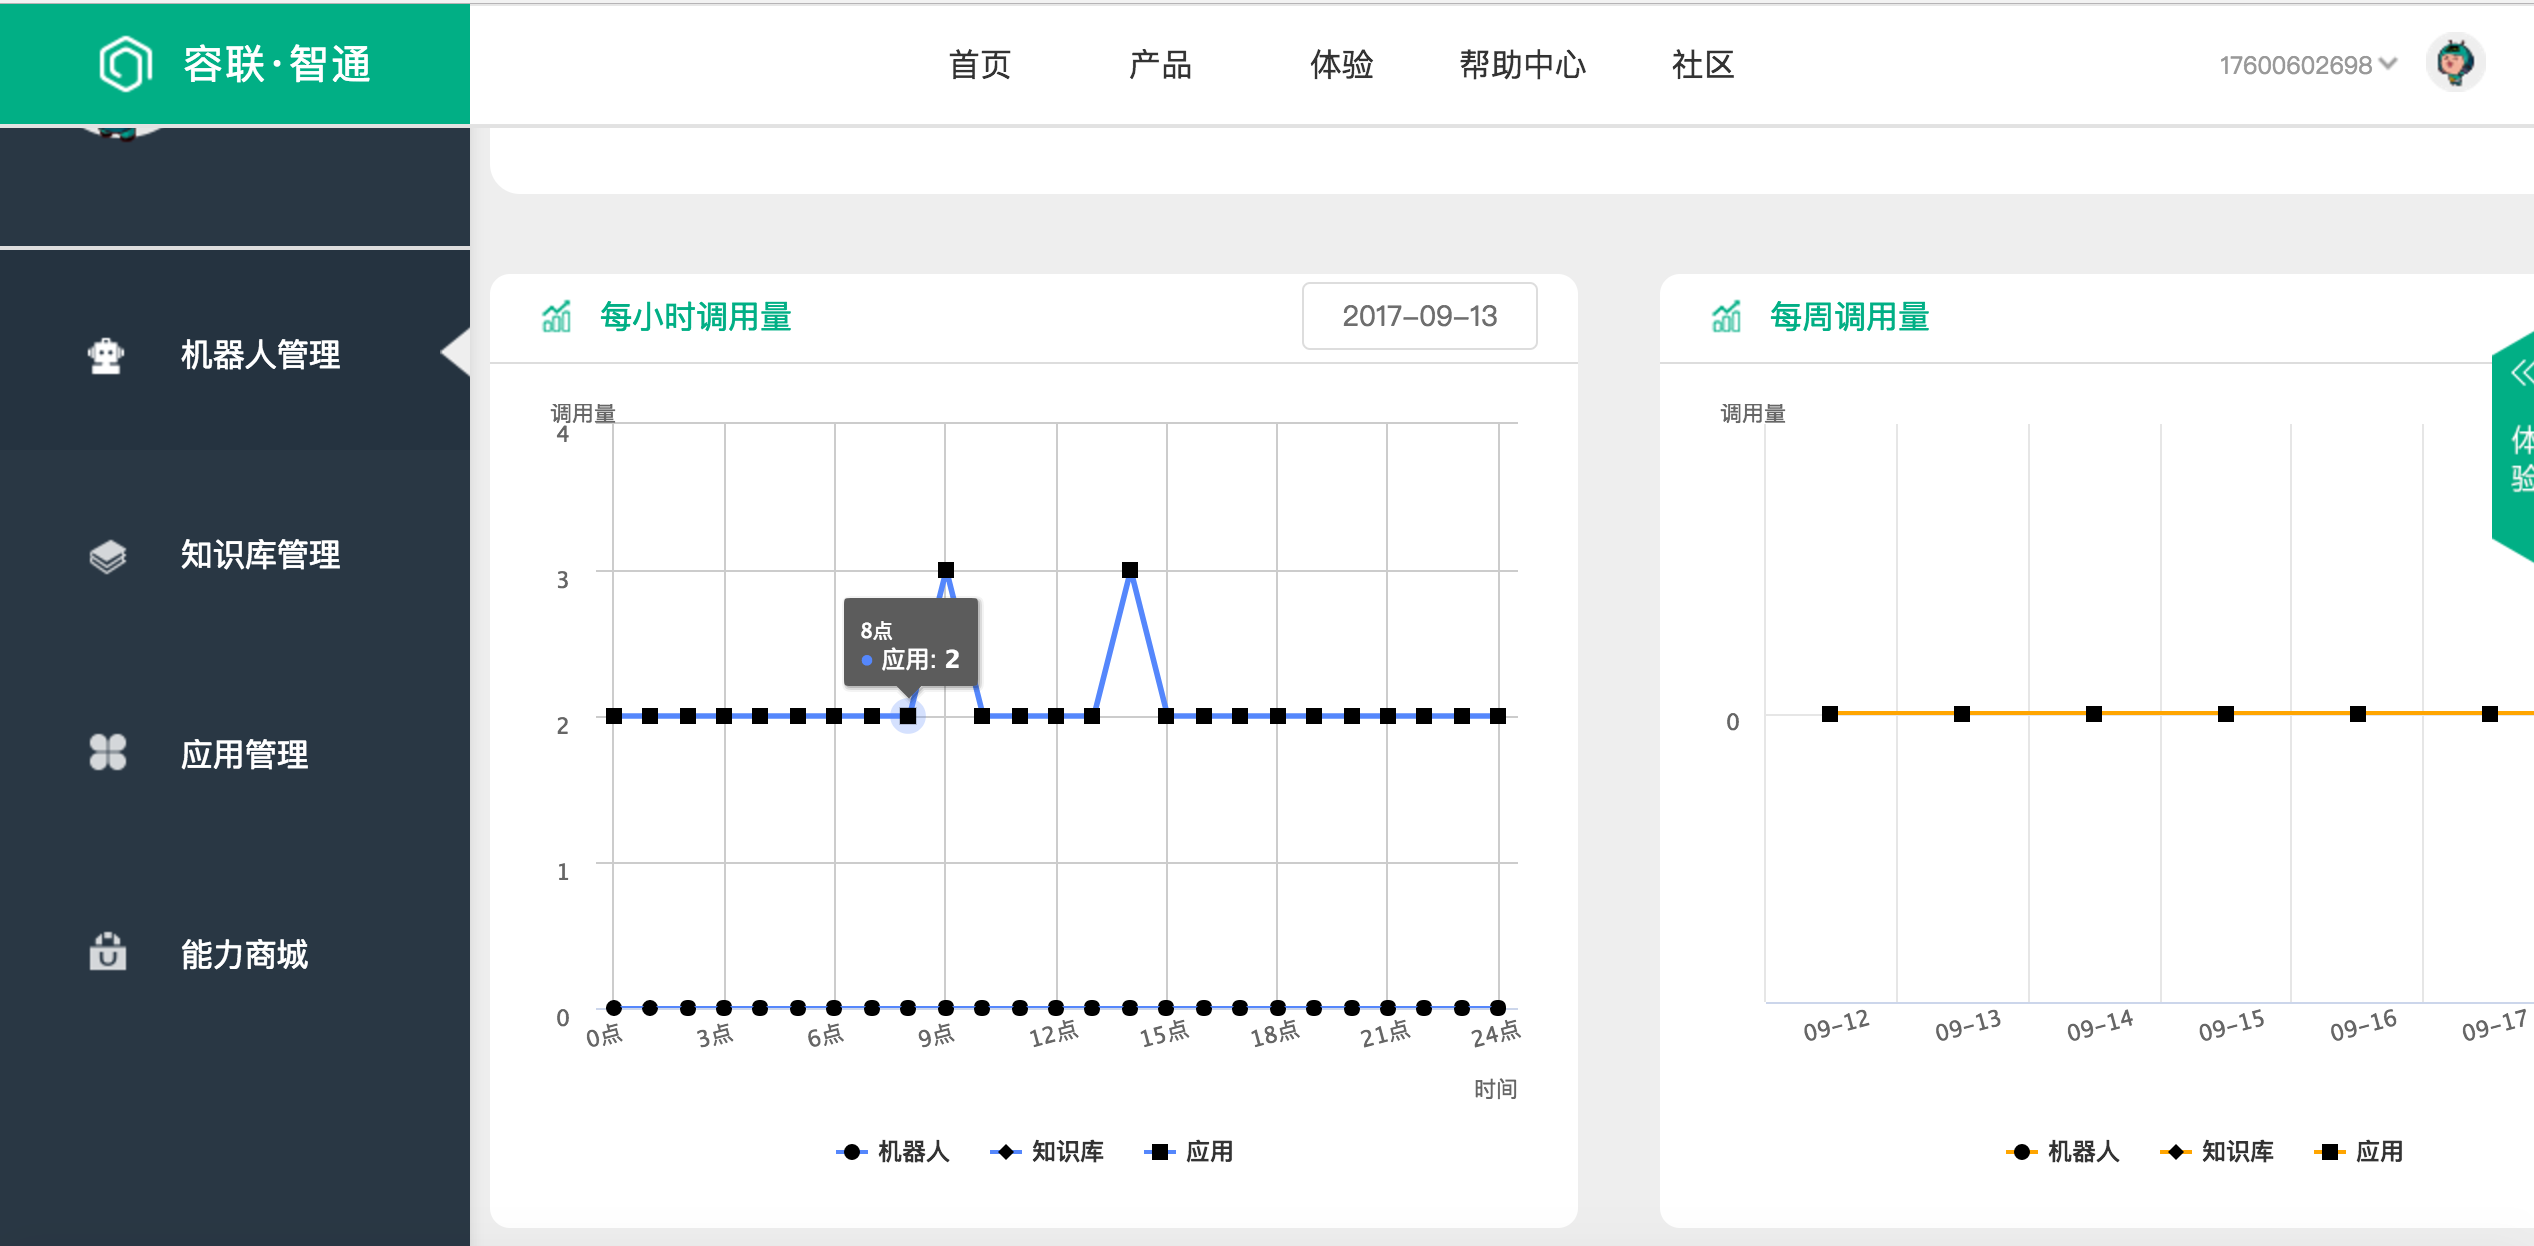 容联·智通
首页
产品
体验
帮助中心
社区
17600602698
机器人管理
知识库管理
应用管理
能力商城
每小时调用量
2017-09-13
调用量
4
3
2
1
0
8点
应用: 2
0点
3点
6点
9点
12点
15点
18点
21点
24点
时间
机器人
知识库
应用
每周调用量
调用量
0
09-12
09-13
09-14
09-15
09-16
09-17
机器人
知识库
应用
体
验